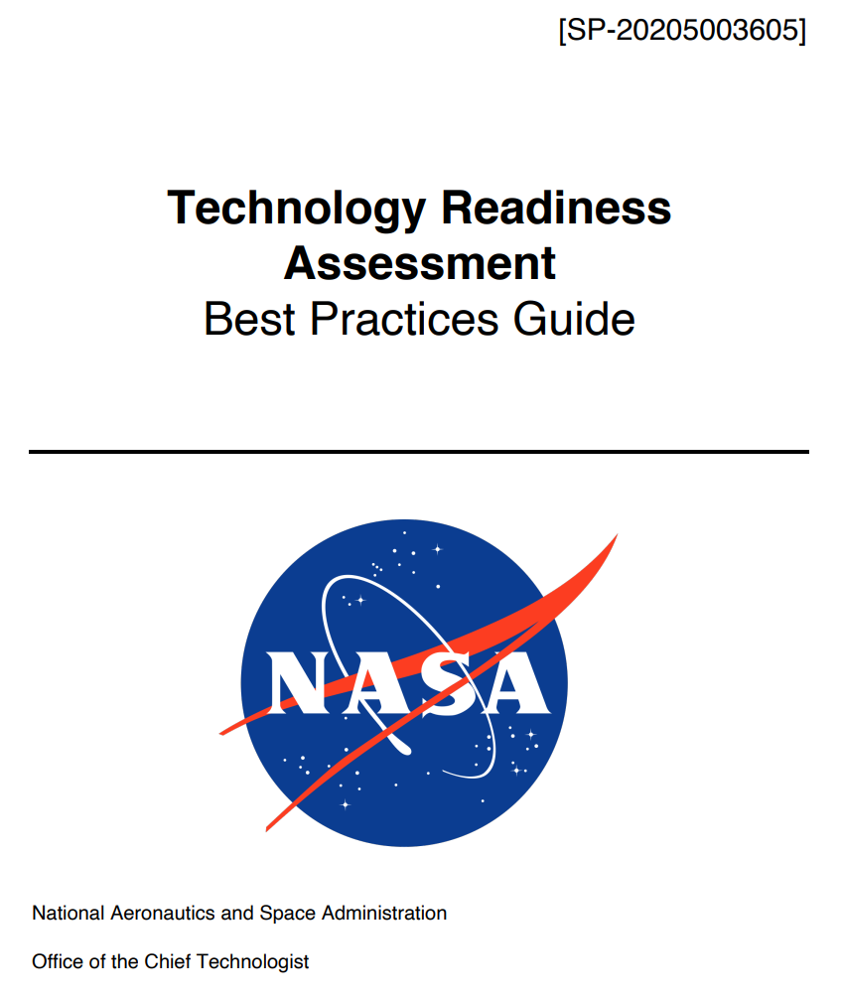 [SP-20205003605]
Technology Readiness
Assessment
Best Practices Guide
NASA
National Aeronautics and Space Administration
Office of the Chief Technologist